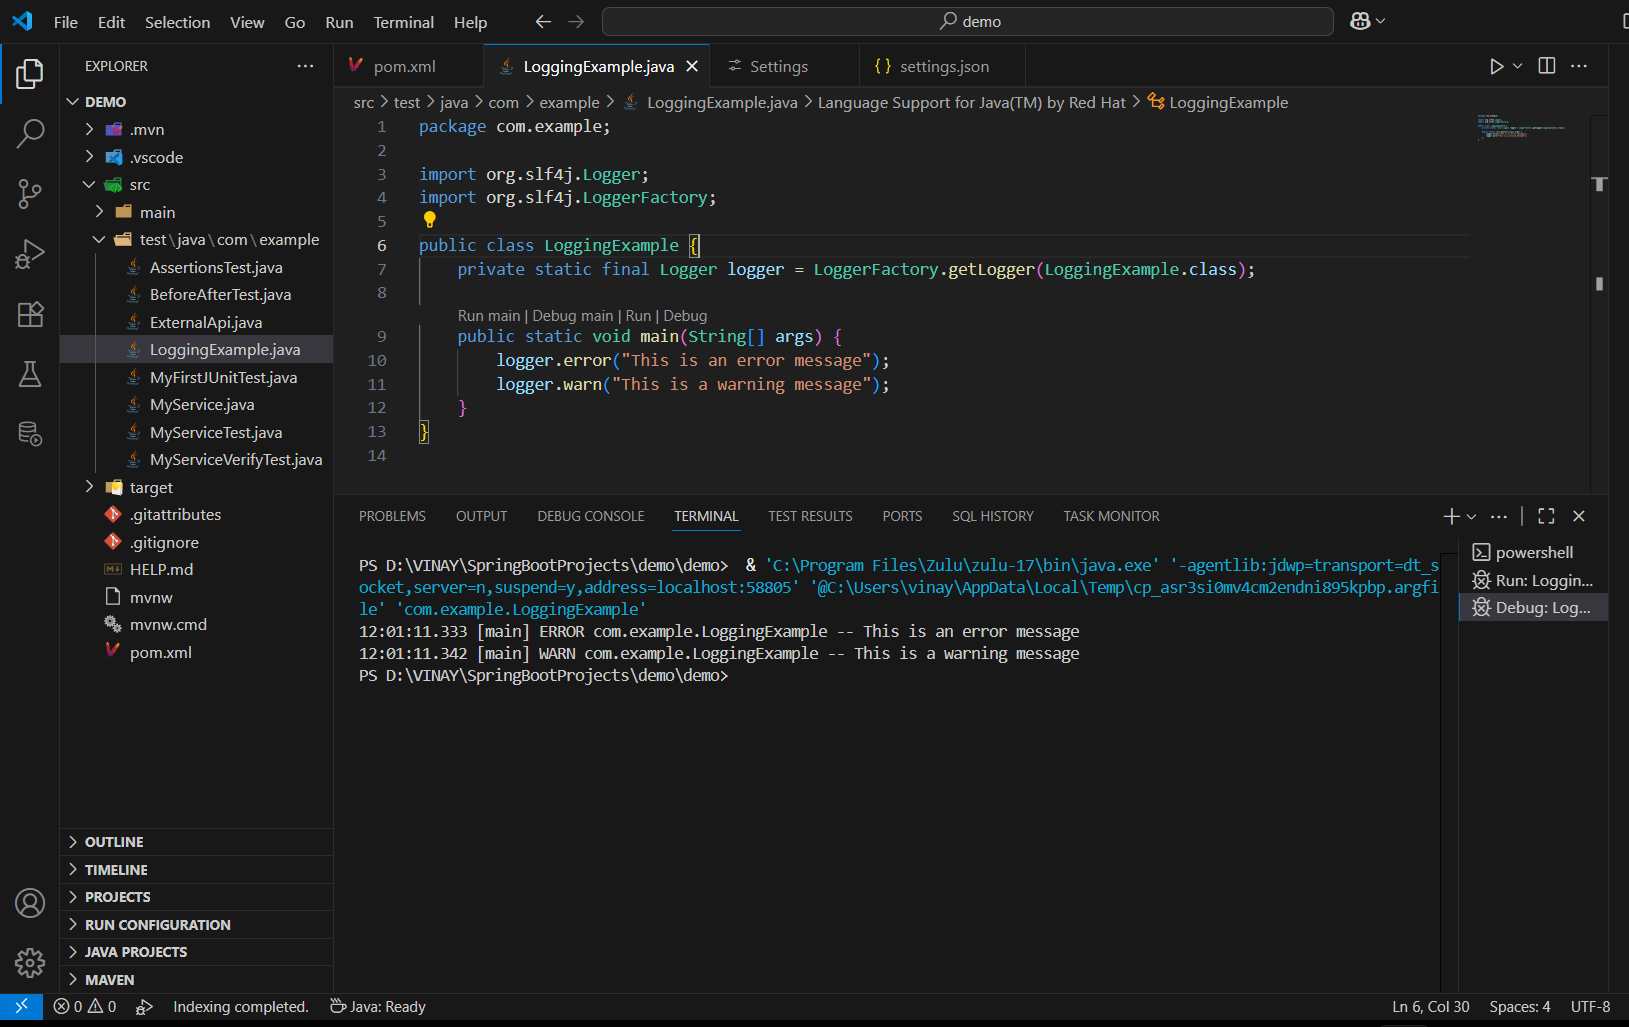 File Edit Selection View Go Run Terminal Help
demo
EXPLORER
DEMO
.mvn
.vscode
src
main
test\java\com\example
AssertionsTest.java
BeforeAfterTest.java
ExternalApi.java
LoggingExample.java
MyFirstJUnitTest.java
MyService.java
MyServiceTest.java
MyServiceVerifyTest.java
target
.gitattributes
.gitignore
HELP.md
mvnw
mvnw.cmd
pom.xml
OUTLINE
TIMELINE
PROJECTS
RUN CONFIGURATION
JAVA PROJECTS
MAVEN
pom.xml LoggingExample.java Settings {} settings.json
src > test > java > com > example > LoggingExample.java > Language Support for Java(TM) by Red Hat > LoggingExample
1 package com.example;
2
3 import org.slf4j.Logger;
4 import org.slf4j.LoggerFactory;
5
6 public class LoggingExample {
7 private static final Logger logger = LoggerFactory.getLogger(LoggingExample.class);
8
Run main | Debug main | Run | Debug
9 public static void main(String[] args) {
10 logger.error("This is an error message");
11 logger.warn("This is a warning message");
12 }
13 }
14
PROBLEMS OUTPUT DEBUG CONSOLE TERMINAL TEST RESULTS PORTS SQL HISTORY TASK MONITOR
PS D:\VINAY\SpringBootProjects\demo\demo> & 'C:\Program Files\Zulu\zulu-17\bin\java.exe' '-agentlib:jdwp=transport=dt_s
ocket,server=n,suspend=y,address=localhost:58805' '@C:\Users\vinay\AppData\Local\Temp\cp_asr3si0mv4cm2endni895kpbp.argfi
le' 'com.example.LoggingExample'
12:01:11.333 [main] ERROR com.example.LoggingExample -- This is an error message
12:01:11.342 [main] WARN com.example.LoggingExample -- This is a warning message
PS D:\VINAY\SpringBootProjects\demo\demo>
powershell
Run: Loggin...
Debug: Log...
0 0 Indexing completed. Java: Ready Ln 6, Col 30 Spaces: 4 UTF-8